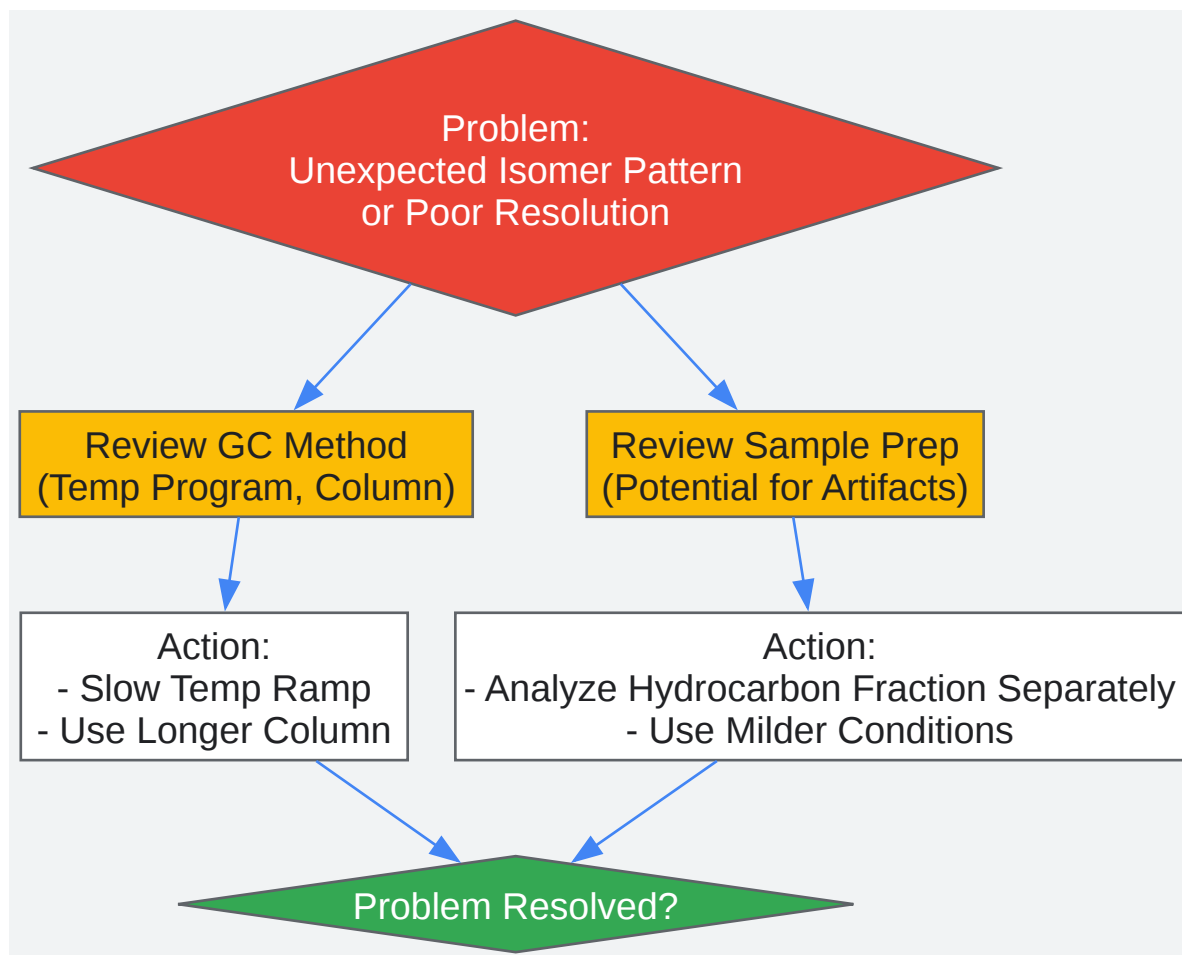 Problem:
Unexpected Isomer Pattern
or Poor Resolution
Review GC Method
(Temp Program, Column)
Review Sample Prep
(Potential for Artifacts)
Action:
- Slow Temp Ramp
- Use Longer Column
Action:
- Analyze Hydrocarbon Fraction Separately
- Use Milder Conditions
Problem Resolved?